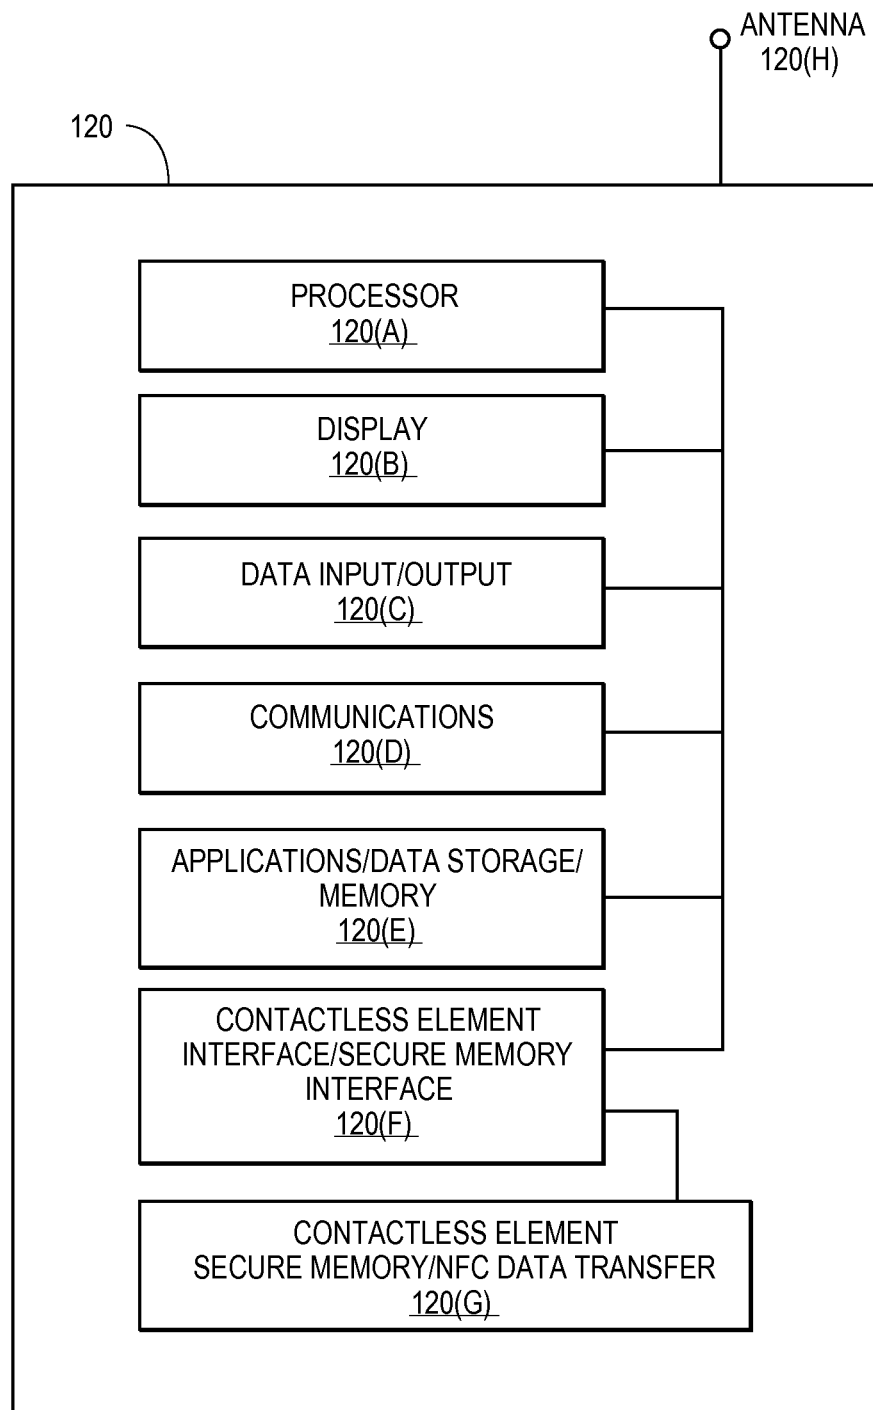 ANTENNA
120(H)
120
PROCESSOR
120(A)
DISPLAY
120(B)
DATA INPUT/OUTPUT
120(C)
COMMUNICATIONS
120(D)
APPLICATIONS/DATA STORAGE/
MEMORY
120(E)
CONTACTLESS ELEMENT
INTERFACE/SECURE MEMORY
INTERFACE
120(F)
CONTACTLESS ELEMENT
SECURE MEMORY/NFC DATA TRANSFER
120(G)